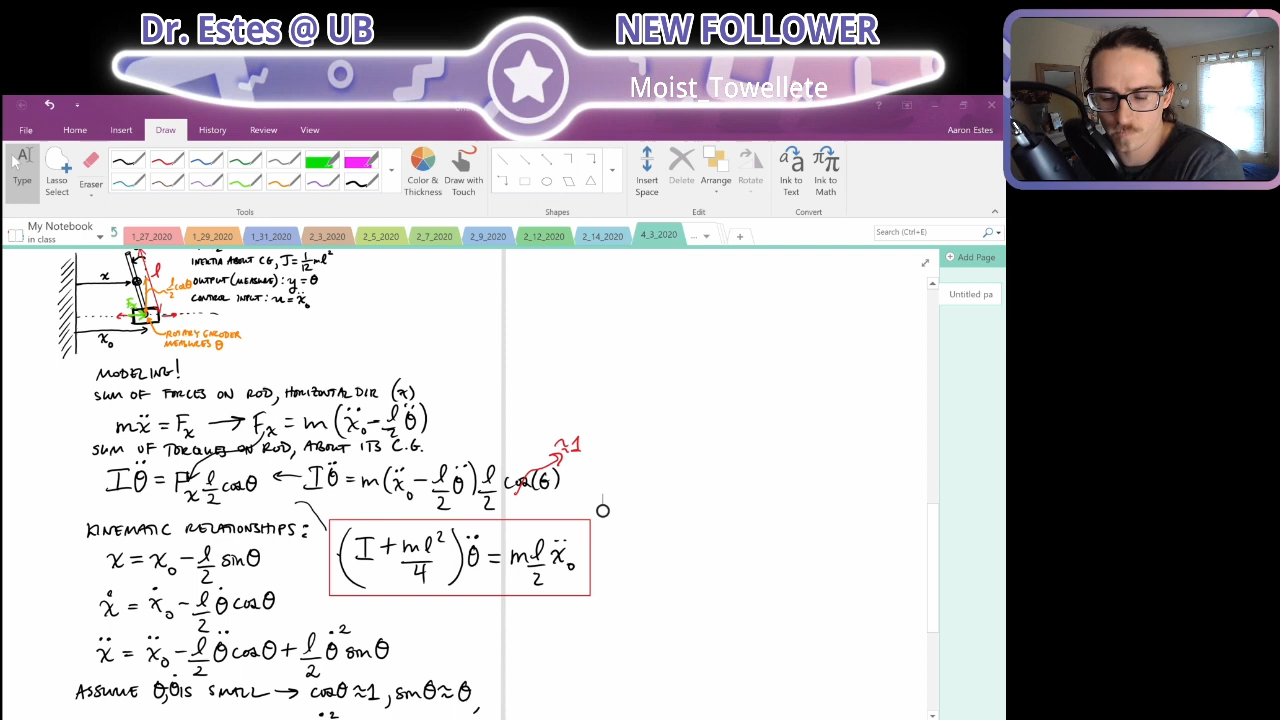 Dr. Estes @ UB
NEW FOLLOWER
Moist_Towellete
File Home Insert Draw History Review View
Aaron Estes
Type
Lasso Select
Eraser
Color & Thickness
Draw with Touch
Insert Space
Delete
Arrange
Rotate
Ink to Text
Ink to Math
Tools
Shapes
Edit
Convert
My Notebook
in class
1_27_2020 1_29_2020 1_31_2020 2_3_2020 2_5_2020 2_7_2020 2_9_2020 2_12_2020 2_14_2020 4_3_2020 ...
Search (Ctrl+E)
Add Page
Untitled pa
INERTIA ABOUT CG, J = 1/12 ml²
OUTPUT (MEASURE): y = θ
CONTROL INPUT: u = ẍ₀
x
l
l/2 cosθ
Fx
x₀
ROTARY ENCODER
MEASURES θ
MODELING!
SUM OF FORCES ON ROD, HORIZONTAL DIR (x)
mẍ = Fx → Fx = m(ẍ₀ - l/2 θ̈)
SUM OF TORQUES ON ROD, ABOUT ITS C.G.
≈1
Iθ̈ = Fx l/2 cosθ ← Iθ̈ = m(ẍ₀ - l/2 θ̈) l/2 cos(θ)
KINEMATIC RELATIONSHIPS:
(I + ml²/4)θ̈ = m l/2 ẍ₀
x = x₀ - l/2 sinθ
ẋ = ẋ₀ - l/2 θ̇ cosθ
ẍ = ẍ₀ - l/2 θ̈ cosθ + l/2 θ̇² sinθ
ASSUME θ, θ̇ IS SMALL → cosθ ≈ 1, sinθ ≈ θ,